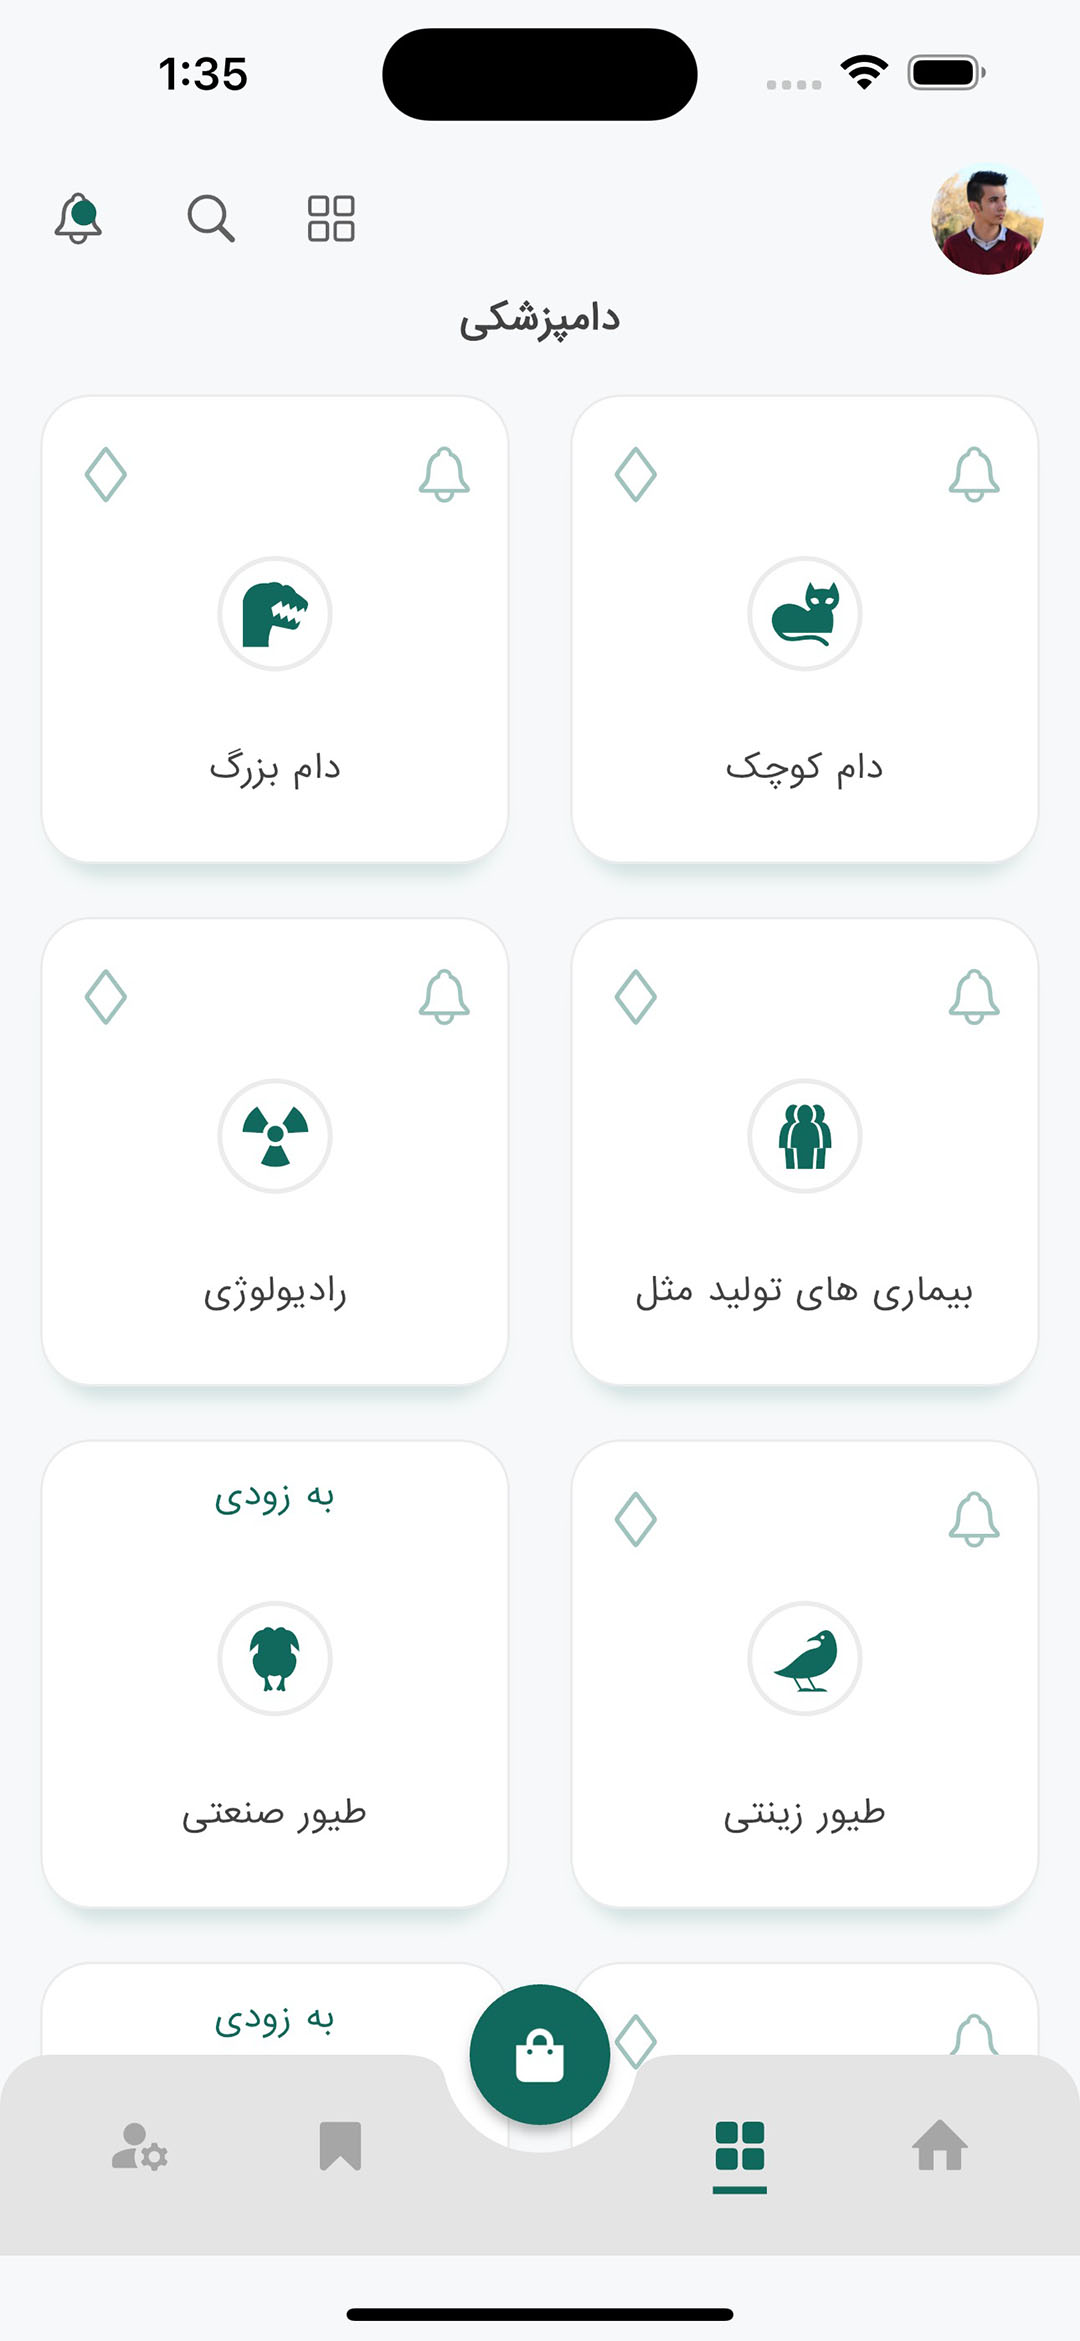 1:35
دامپزشکی
دام کوچک
دام بزرگ
بیماری های تولید مثل
رادیولوژی
به زودی
طیور زینتی
طیور صنعتی
به زودی